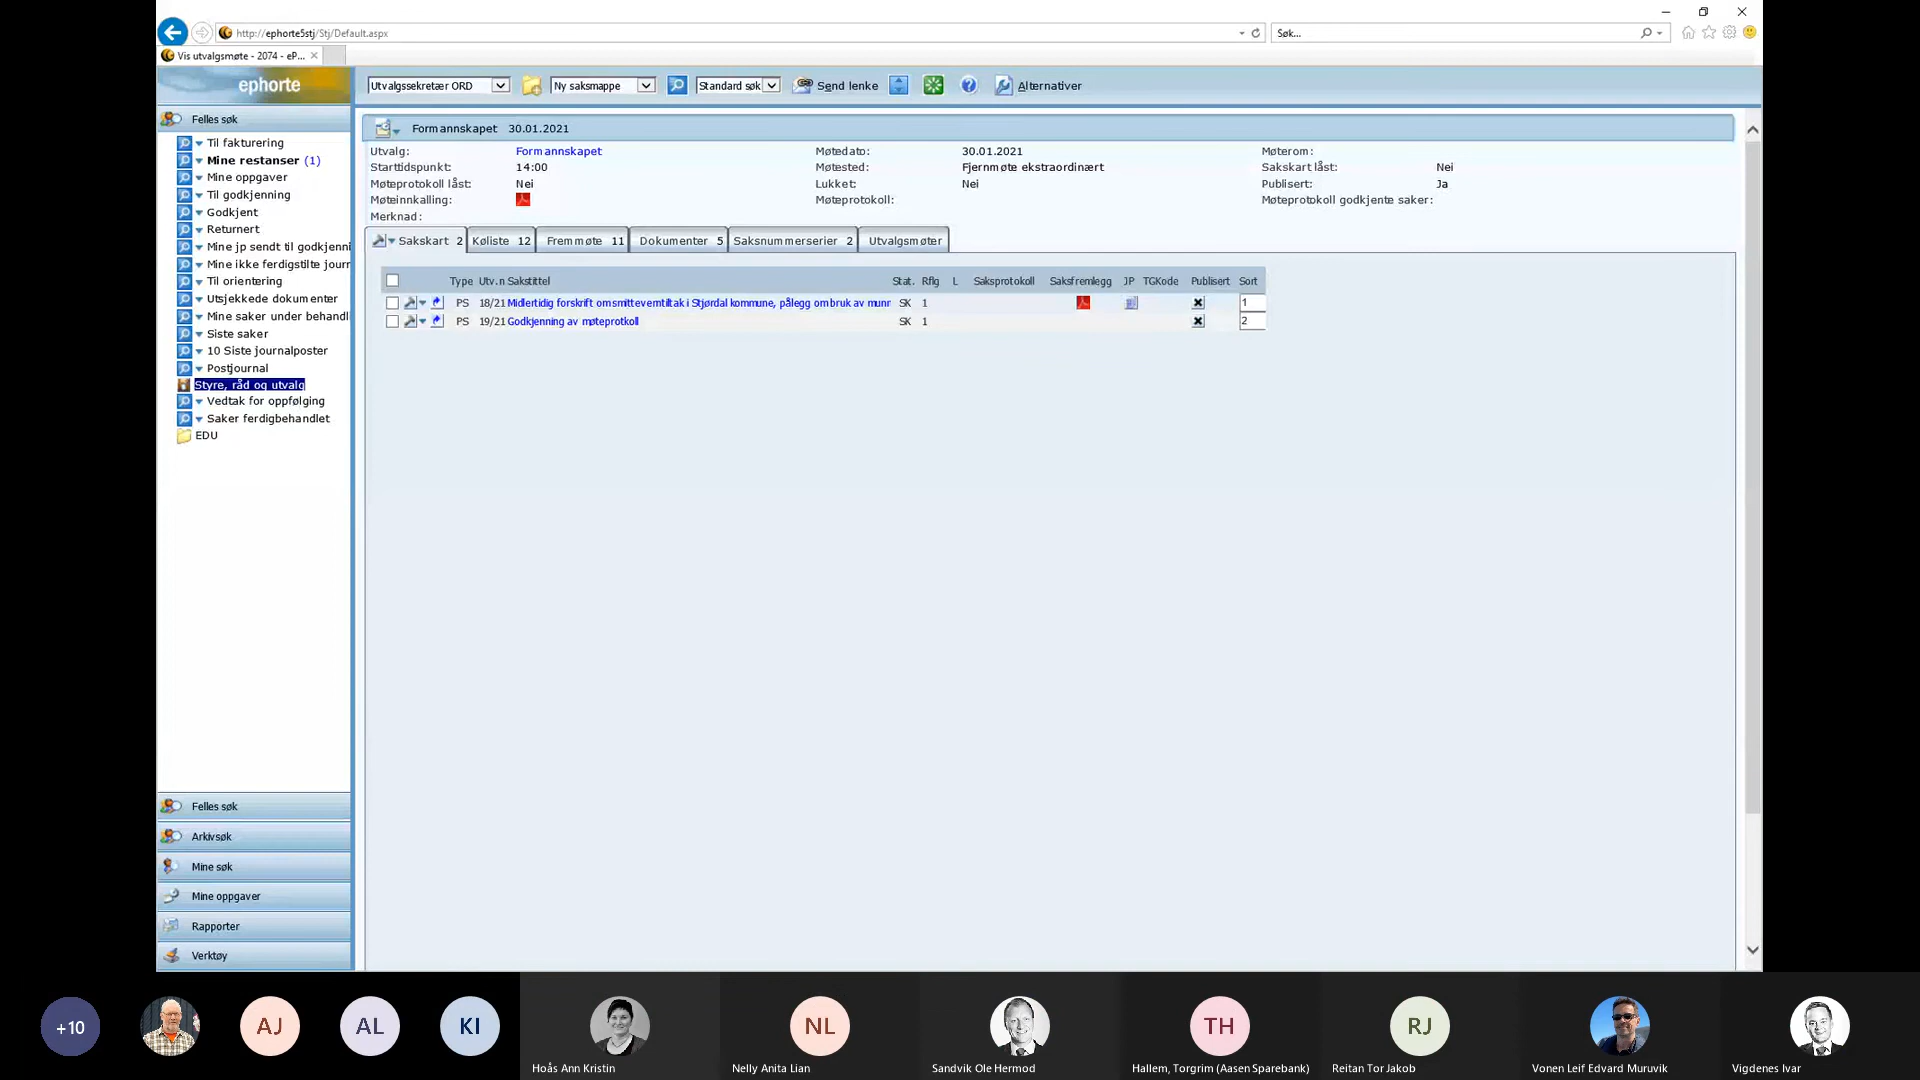 http://ephorte5stj/Stj/Default.aspx
Søk...
Vis utvalgsmøte - 2074 - eP...
ephorte
Utvalgssekretær ORD
Ny saksmappe
Standard søk
Send lenke
Alternativer
Felles søk
Til fakturering
Mine restanser (1)
Mine oppgaver
Til godkjenning
Godkjent
Returnert
Mine jp sendt til godkjenni
Mine ikke ferdigstilte jourr
Til orientering
Utsjekkede dokumenter
Mine saker under behandl
Siste saker
10 Siste journalposter
Postjournal
Styre, råd og utvalg
Vedtak for oppfølging
Saker ferdigbehandlet
EDU
Felles søk
Arkivsøk
Mine søk
Mine oppgaver
Rapporter
Verktøy
Formannskapet 30.01.2021
Utvalg: Formannskapet Møtedato: 30.01.2021 Møterom:
Starttidspunkt: 14:00 Møtested: Fjernmøte ekstraordinært Sakskart låst: Nei
Møteprotokoll låst: Nei Lukket: Nei Publisert: Ja
Møteinnkalling: Møteprotokoll: Møteprotokoll godkjente saker:
Merknad:
Sakskart 2 Køliste 12 Fremmøte 11 Dokumenter 5 Saksnummerserier 2 Utvalgsmøter
Type Utv.n Sakstittel Stat. Rflg L Saksprotokoll Saksfremlegg JP TGKode Publisert Sort
PS 18/21 Midlertidig forskrift om smitteverntiltak i Stjørdal kommune, pålegg om bruk av munr SK 1 1
PS 19/21 Godkjenning av møteprotkoll SK 1 2
+10
AJ
AL
KI
NL
TH
RJ
Hoås Ann Kristin
Nelly Anita Lian
Sandvik Ole Hermod
Hallem, Torgrim (Aasen Sparebank)
Reitan Tor Jakob
Vonen Leif Edvard Muruvik
Vigdenes Ivar